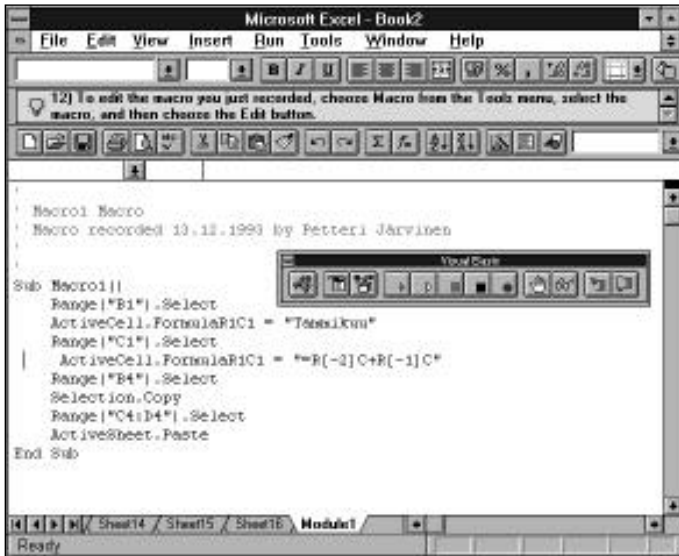 Microsoft Excel - Book2
File Edit View Insert Run Tools Window Help
B I U % ,
12) To edit the macro you just recorded, choose Macro from the Tools menu, select the
macro, and then choose the Edit button.
'
' Macro1 Macro
' Macro recorded 13.12.1993 by Petteri Järvinen
'
'
Visual Basic
Sub Macro1()
Range("B1").Select
ActiveCell.FormulaR1C1 = "Tammikuu"
Range("C1").Select
ActiveCell.FormulaR1C1 = "=R[-2]C+R[-1]C"
Range("B4").Select
Selection.Copy
Range("C4:D4").Select
ActiveSheet.Paste
End Sub
Sheet14 / Sheet15 / Sheet16 \ Module1 /
Ready